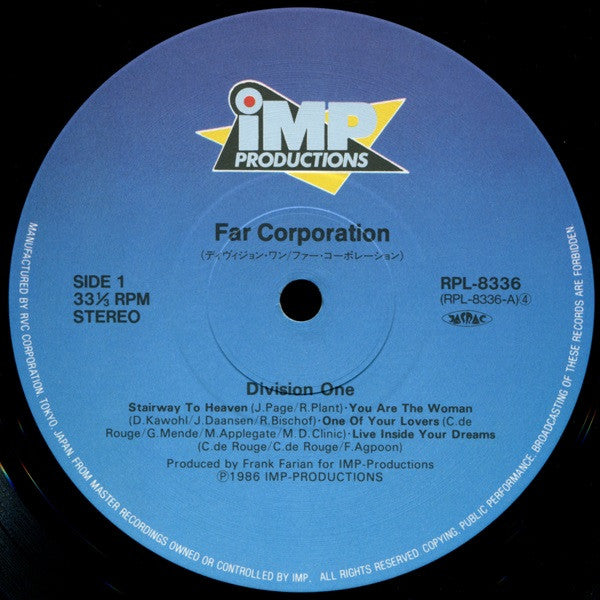 iMP
PRODUCTIONS
Far Corporation
(ディヴィジョン・ワン/ファー・コーポレーション)
SIDE 1
33⅓ RPM
STEREO
RPL-8336
(RPL-8336-A)④
JASRAC
Division One
Stairway To Heaven (J.Page/R.Plant)・You Are The Woman
(D.Kawohl/J.Daansen/R.Bischof)・One Of Your Lovers (C.de
Rouge/G.Mende/M.Applegate/M.D.Clinic)・Live Inside Your Dreams
(C.de Rouge/C.de Rouge/F.Agpoon)
Produced by Frank Farian for IMP-Productions
Ⓟ1986 IMP-PRODUCTIONS
MANUFACTURED BY RVC CORPORATION, TOKYO, JAPAN, FROM MASTER RECORDINGS OWNED OR CONTROLLED BY IMP. ALL RIGHTS RESERVED. COPYING, PUBLIC PERFORMANCE, BROADCASTING OF THESE RECORDS ARE FORBIDDEN.